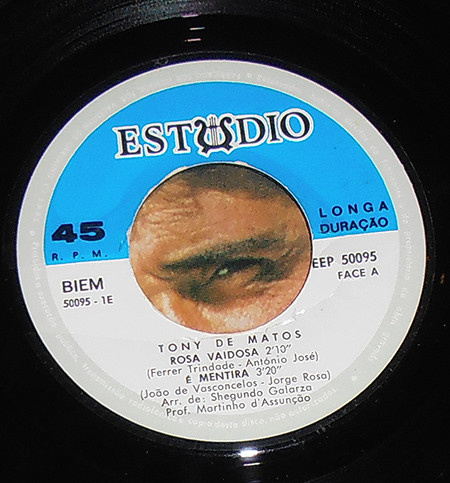 ESTÚDIO
45
R. P. M.
LONGA
DURAÇÃO
BIEM
50095 - 1E
EEP 50095
FACE A
TONY DE MATOS
ROSA VAIDOSA 2'10"
(Ferrer Trindade - António José)
É MENTIRA 3'20"
(João de Vasconcelos - Jorge Rosa)
Arr. de: Shegundo Galarza
Prof. Martinho d'Assunção